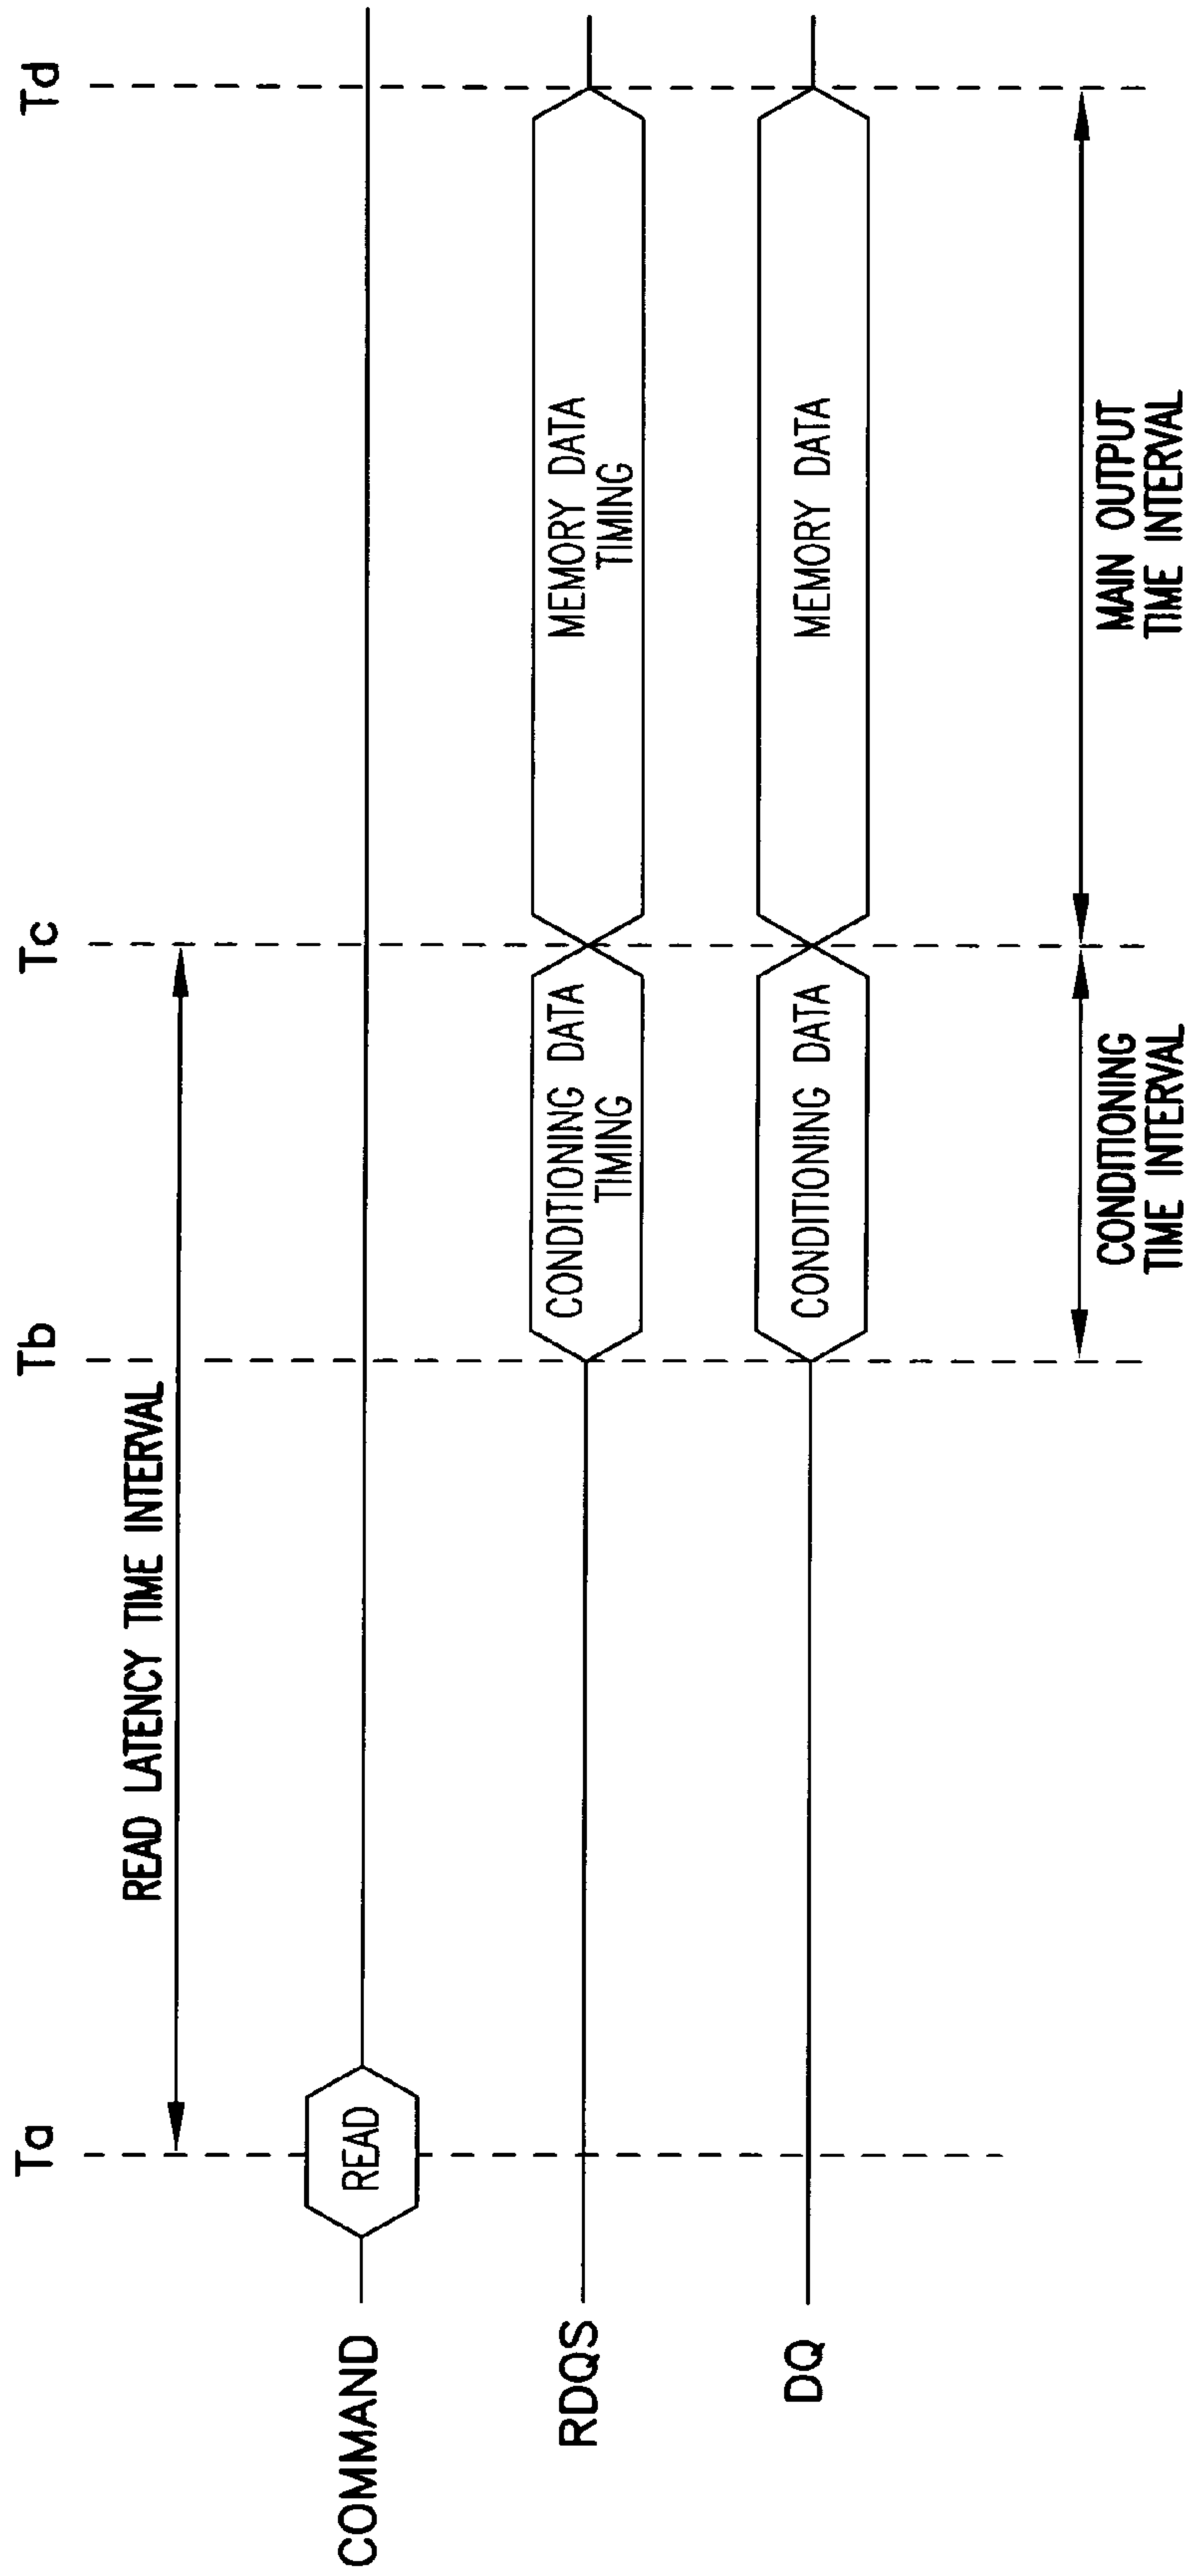 Ta
Tb
Tc
Td
READ LATENCY TIME INTERVAL
COMMAND
READ
RDQS
CONDITIONING DATA
TIMING
MEMORY DATA
TIMING
DQ
CONDITIONING DATA
MEMORY DATA
CONDITIONING
TIME INTERVAL
MAIN OUTPUT
TIME INTERVAL